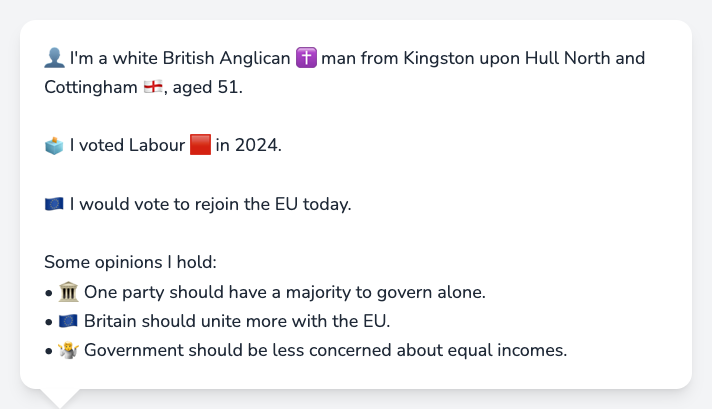 👤 I'm a white British Anglican ✝️ man from Kingston upon Hull North and
Cottingham 🏴󠁧󠁢󠁥󠁮󠁧󠁿, aged 51.
🗳️ I voted Labour 🟥 in 2024.
🇪🇺 I would vote to rejoin the EU today.
Some opinions I hold:
• 🏛️ One party should have a majority to govern alone.
• 🇪🇺 Britain should unite more with the EU.
• 🤷 Government should be less concerned about equal incomes.